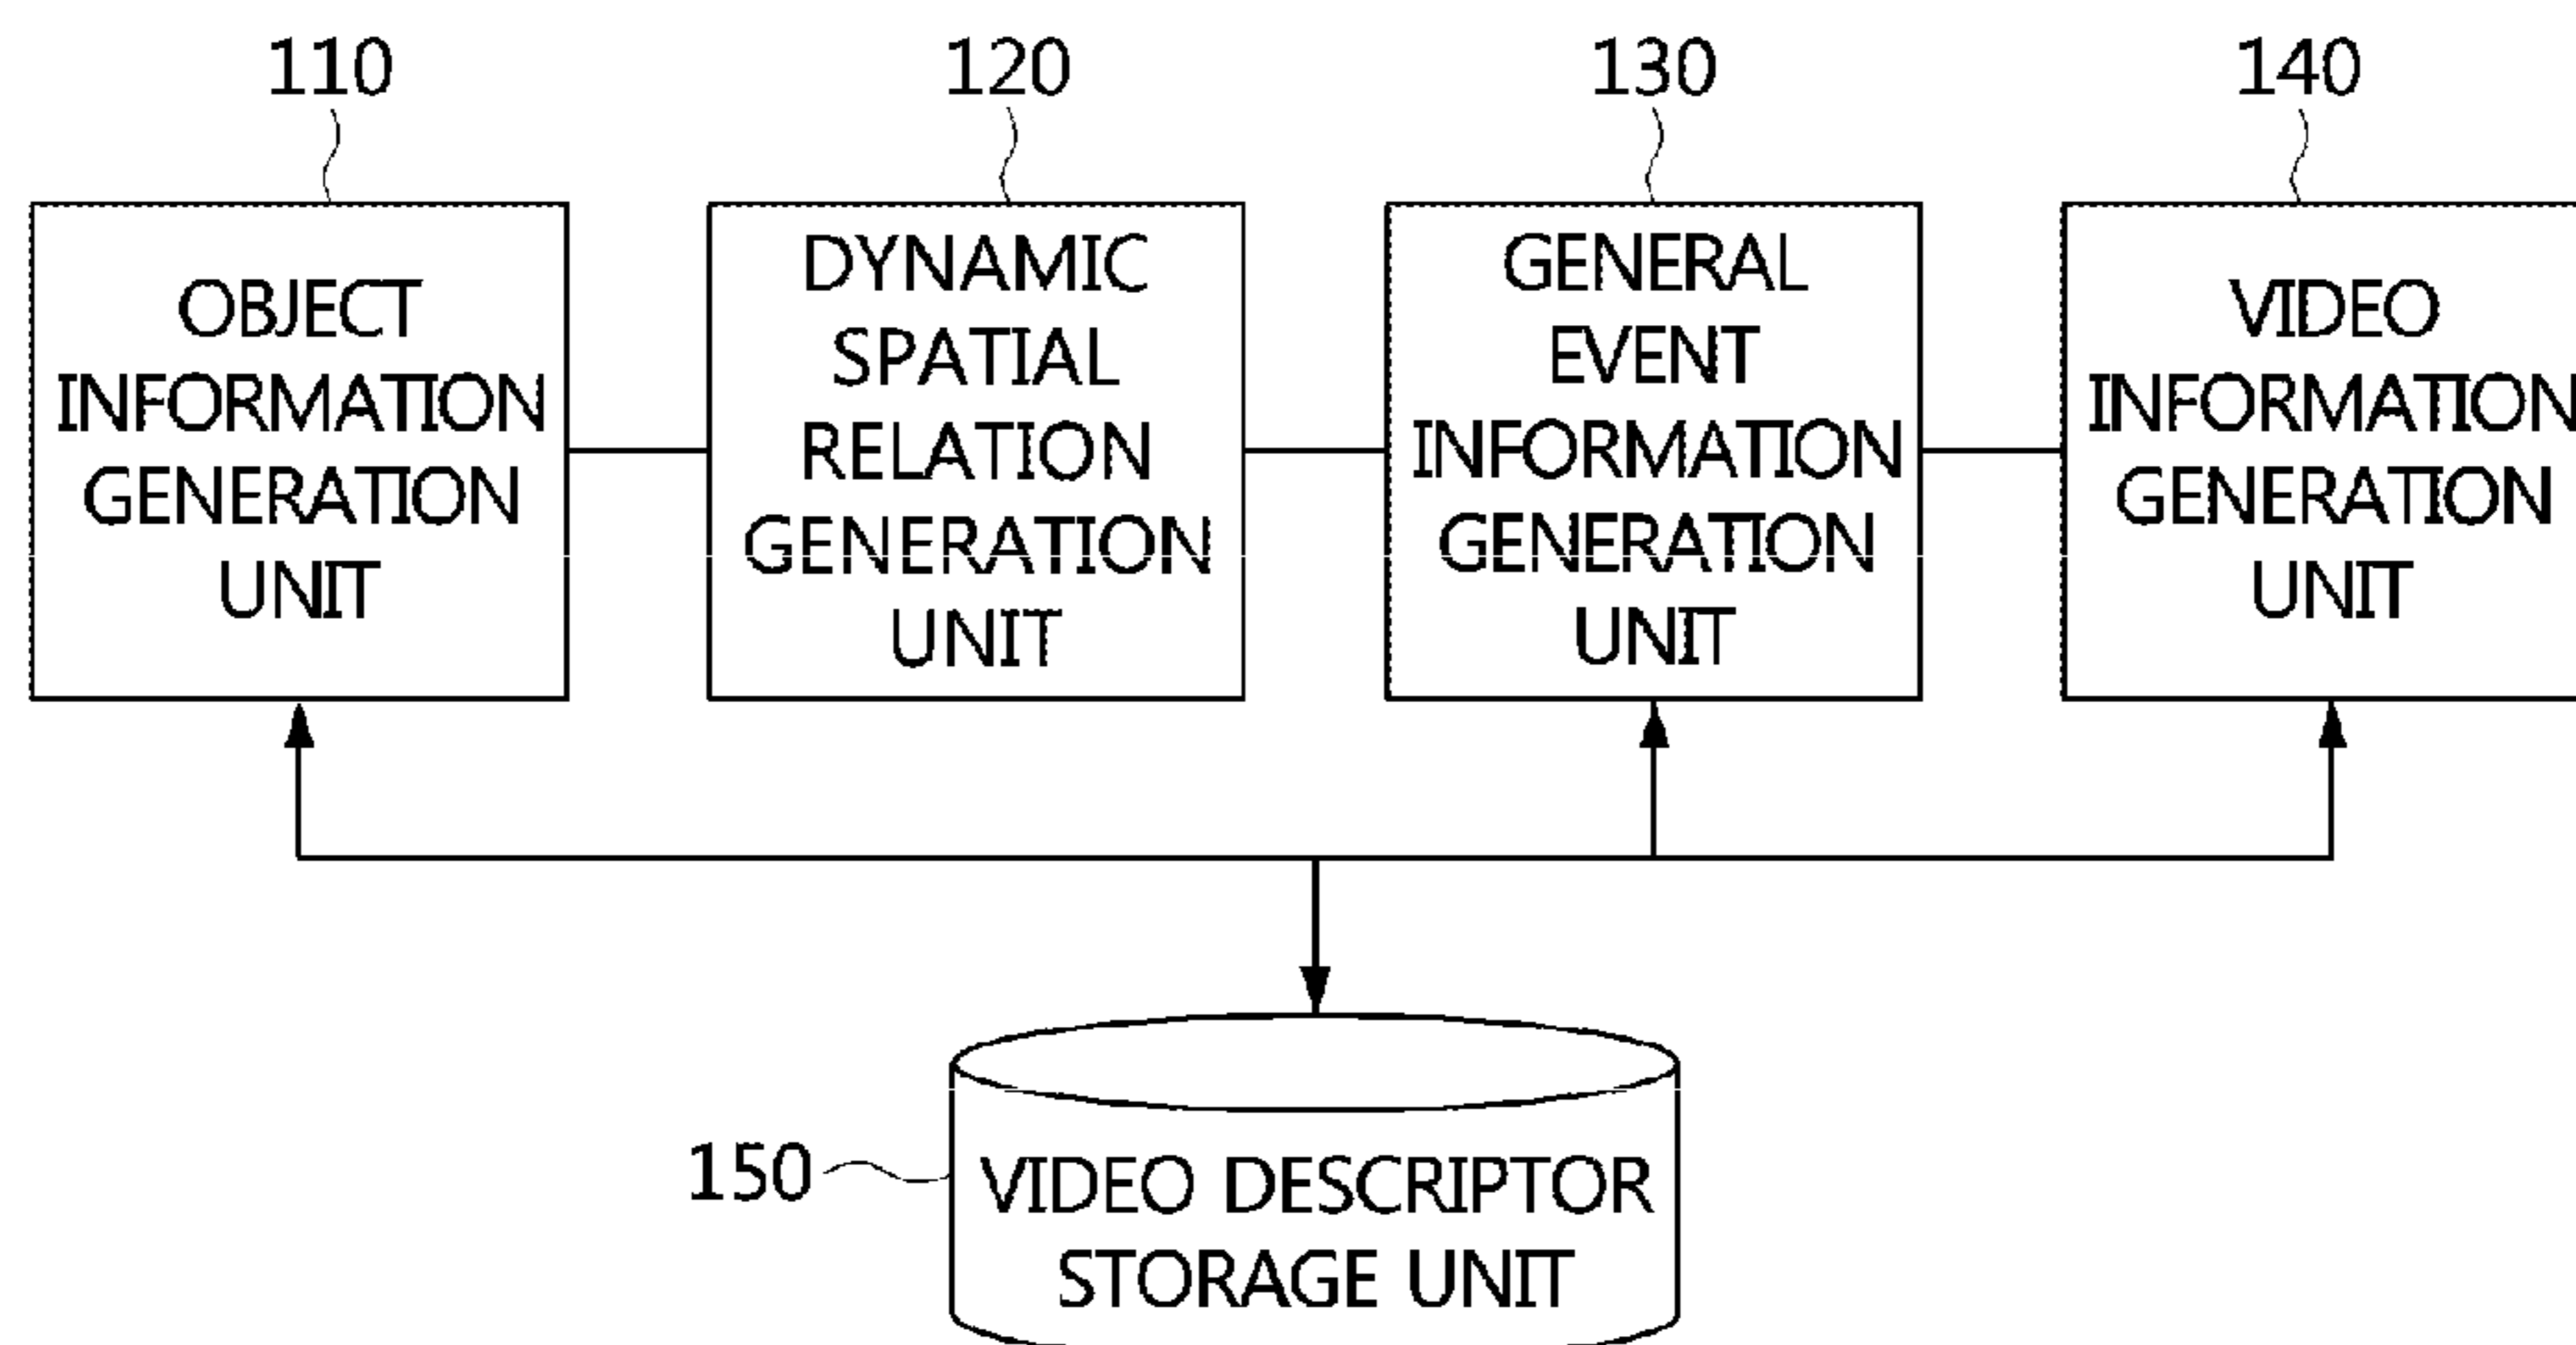 110
120
130
140
OBJECT
INFORMATION
GENERATION
UNIT
DYNAMIC
SPATIAL
RELATION
GENERATION
UNIT
GENERAL
EVENT
INFORMATION
GENERATION
UNIT
VIDEO
INFORMATION
GENERATION
UNIT
150
VIDEO DESCRIPTOR
STORAGE UNIT